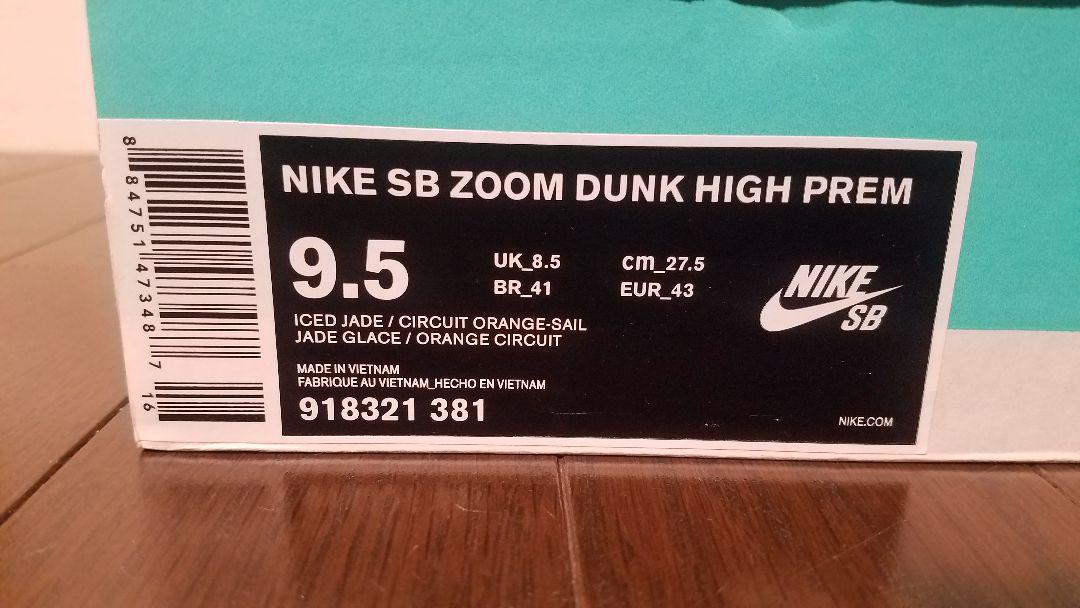 NIKE SB ZOOM DUNK HIGH PREM
9.5
UK_8.5 cm_27.5
BR_41 EUR_43
NIKE
SB
ICED JADE / CIRCUIT ORANGE-SAIL
JADE GLACE / ORANGE CIRCUIT
MADE IN VIETNAM
FABRIQUE AU VIETNAM_HECHO EN VIETNAM
918321 381
NIKE.COM
8 84751 47348 7
16